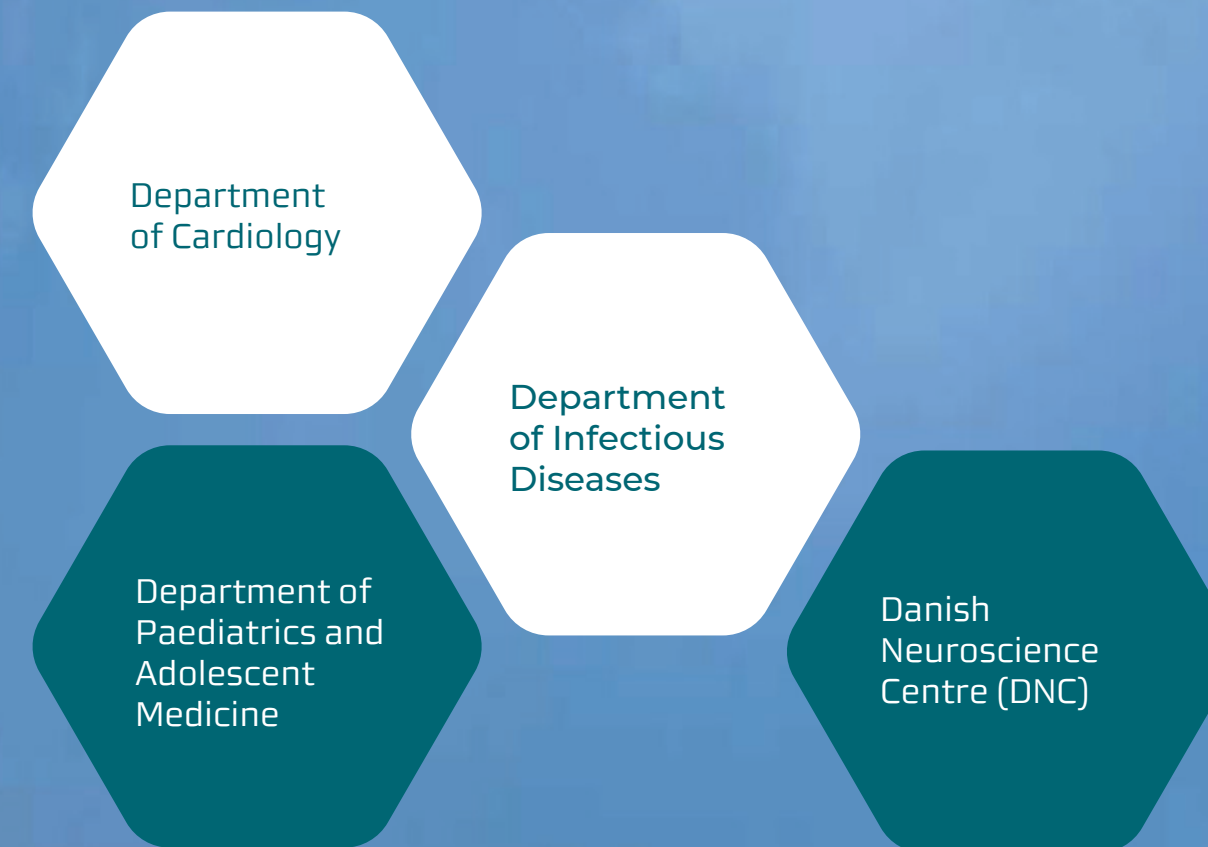 Department
of Cardiology
Department
of Infectious
Diseases
Department of
Paediatrics and
Adolescent
Medicine
Danish
Neuroscience
Centre (DNC)